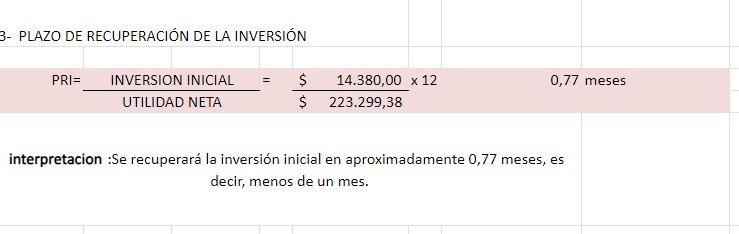 3- PLAZO DE RECUPERACIÓN DE LA INVERSIÓN
PRI= INVERSION INICIAL = $ 14.380,00 x 12 0,77 meses
UTILIDAD NETA $ 223.299,38
interpretacion :Se recuperará la inversión inicial en aproximadamente 0,77 meses, es
decir, menos de un mes.